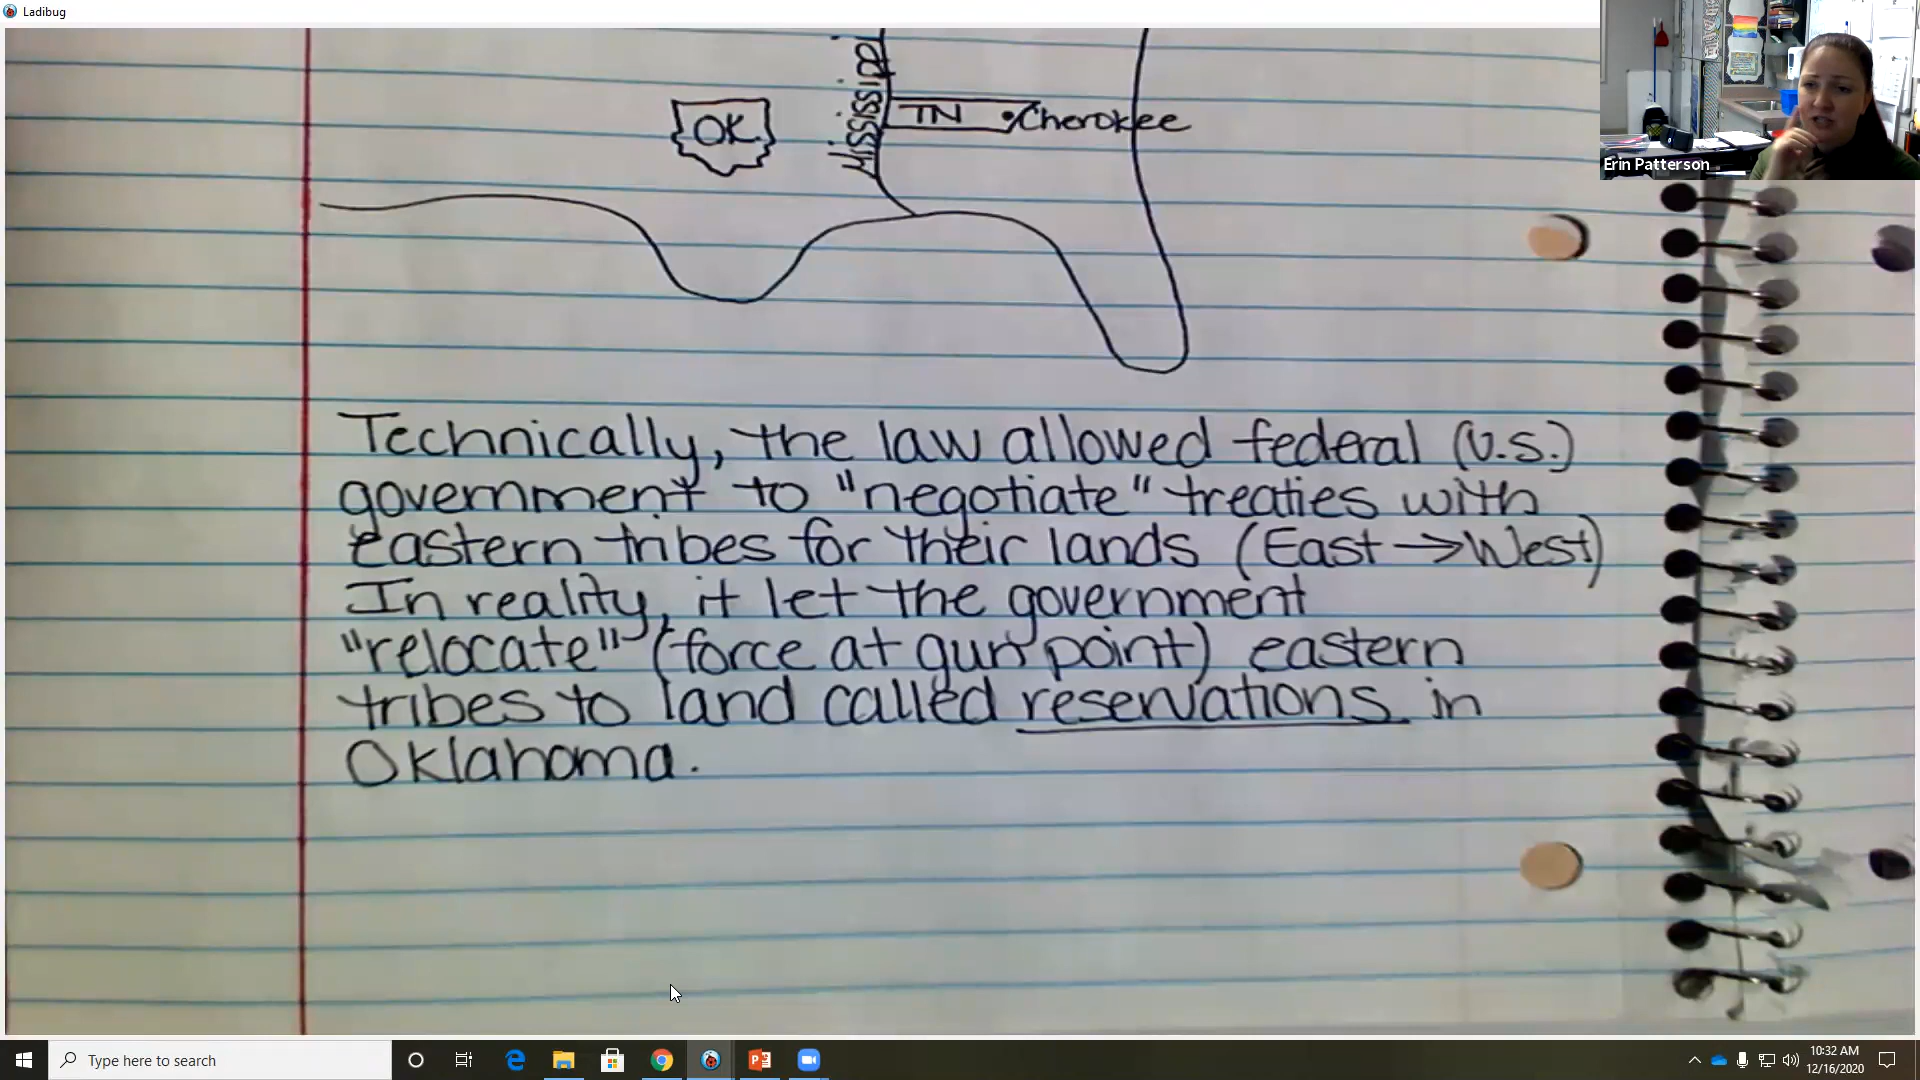 Ladibug
Erin Patterson
Mississippi
OK
TN
Cherokee
Technically, the law allowed federal (U.S.)
government to "negotiate" treaties with
eastern tribes for their lands (East → West)
In reality, it let the government
"relocate" (force at gun point) eastern
tribes to land called reservations in
Oklahoma.
Type here to search
10:32 AM
12/16/2020